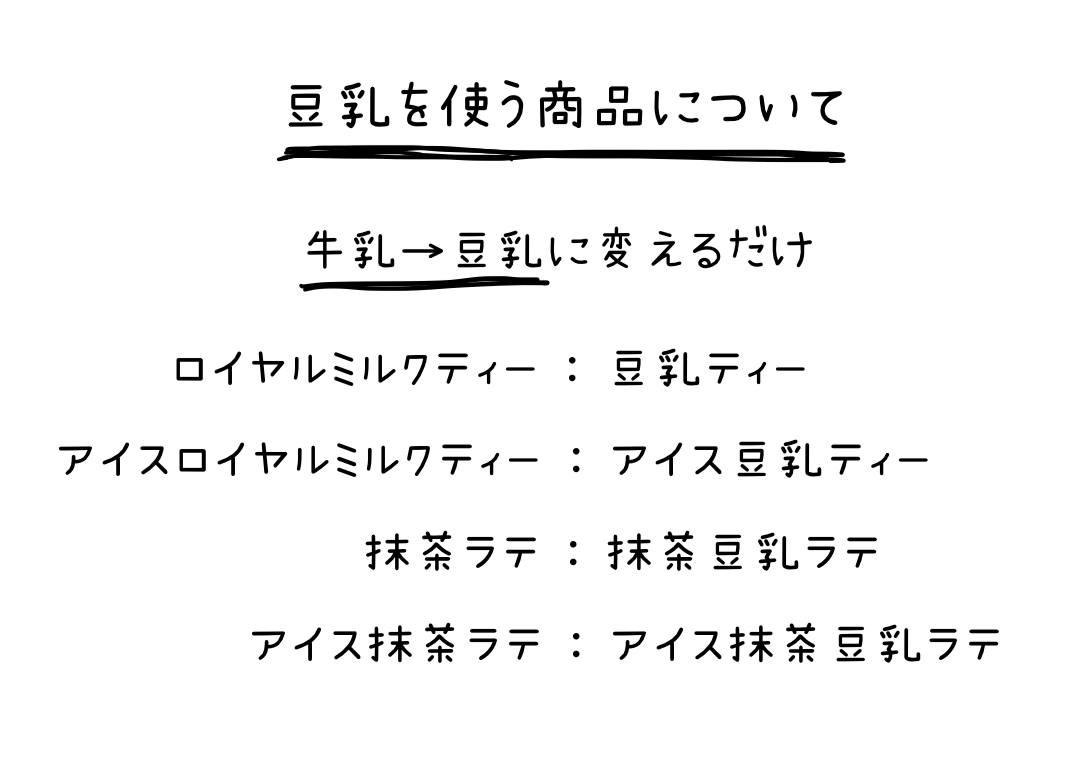 豆乳を使う商品について
牛乳→豆乳に変えるだけ
ロイヤルミルクティー : 豆乳ティー
アイスロイヤルミルクティー : アイス豆乳ティー
抹茶ラテ : 抹茶豆乳ラテ
アイス抹茶ラテ : アイス抹茶豆乳ラテ